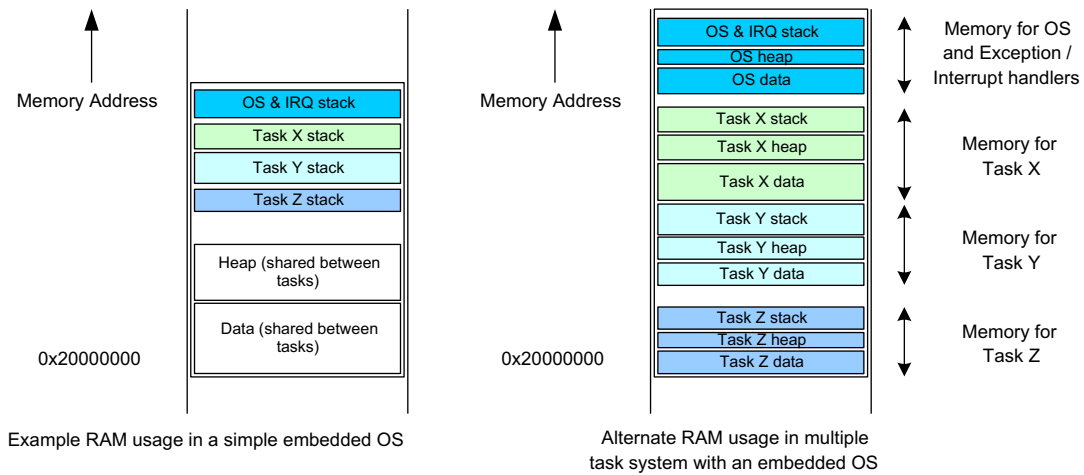 Memory Address
OS & IRQ stack
Task X stack
Task Y stack
Task Z stack
Heap (shared between
tasks)
Data (shared between
tasks)
0x20000000
Example RAM usage in a simple embedded OS
Memory Address
OS & IRQ stack
OS heap
OS data
Task X stack
Task X heap
Task X data
Task Y stack
Task Y heap
Task Y data
Task Z stack
Task Z heap
Task Z data
0x20000000
Memory for OS
and Exception /
Interrupt handlers
Memory for
Task X
Memory for
Task Y
Memory for
Task Z
Alternate RAM usage in multiple
task system with an embedded OS